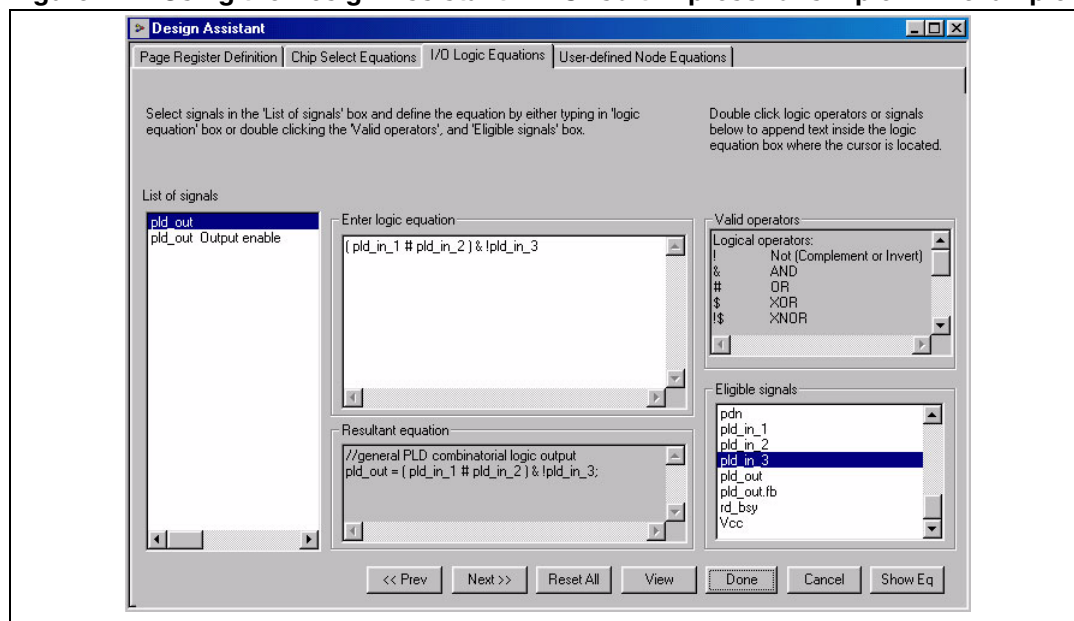 Design Assistant
Page Register Definition Chip Select Equations I/O Logic Equations User-defined Node Equations
Select signals in the 'List of signals' box and define the equation by either typing in 'logic
equation' box or double clicking the 'Valid operators', and 'Eligible signals' box.
Double click logic operators or signals
below to append text inside the logic
equation box where the cursor is located.
List of signals
pld_out
pld_out Output enable
Enter logic equation
( pld_in_1 # pld_in_2 ) & !pld_in_3
Resultant equation
//general PLD combinatorial logic output
pld_out = ( pld_in_1 # pld_in_2 ) & !pld_in_3;
Valid operators
Logical operators:
! Not (Complement or Invert)
& AND
# OR
$ XOR
!$ XNOR
Eligible signals
pdn
pld_in_1
pld_in_2
pld_in_3
pld_out
pld_out.fb
rd_bsy
Vcc
<< Prev Next >> Reset All View Done Cancel Show Eq